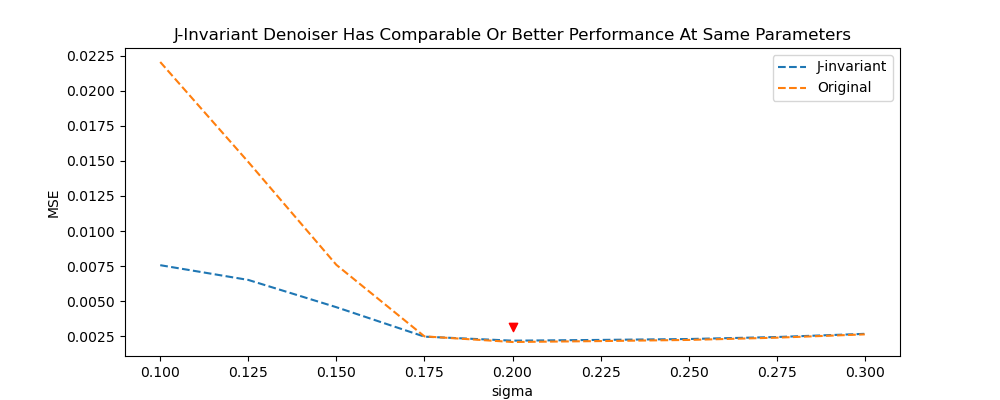 J-Invariant Denoiser Has Comparable Or Better Performance At Same Parameters
J-invariant
Original
MSE
0.0225
0.0200
0.0175
0.0150
0.0125
0.0100
0.0075
0.0050
0.0025
0.100 0.125 0.150 0.175 0.200 0.225 0.250 0.275 0.300
sigma